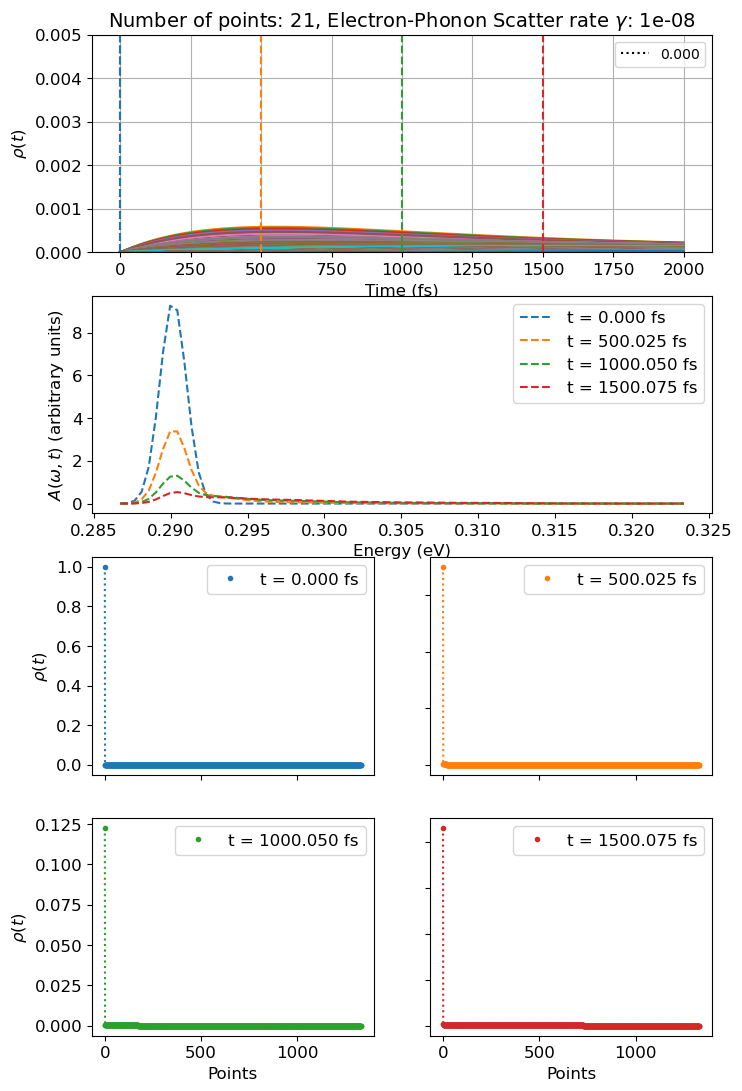 Number of points: 21, Electron-Phonon Scatter rate γ: 1e-08
0.005
0.004
0.003
0.002
0.001
0.000
ρ(t)
0.000
0 250 500 750 1000 1250 1500 1750 2000
Time (fs)
8
6
4
2
0
A(ω, t) (arbitrary units)
t = 0.000 fs
t = 500.025 fs
t = 1000.050 fs
t = 1500.075 fs
0.285 0.290 0.295 0.300 0.305 0.310 0.315 0.320 0.325
Energy (eV)
1.0
0.8
0.6
0.4
0.2
0.0
ρ(t)
t = 0.000 fs
t = 500.025 fs
0.125
0.100
0.075
0.050
0.025
0.000
ρ(t)
t = 1000.050 fs
0 500 1000
Points
t = 1500.075 fs
0 500 1000
Points